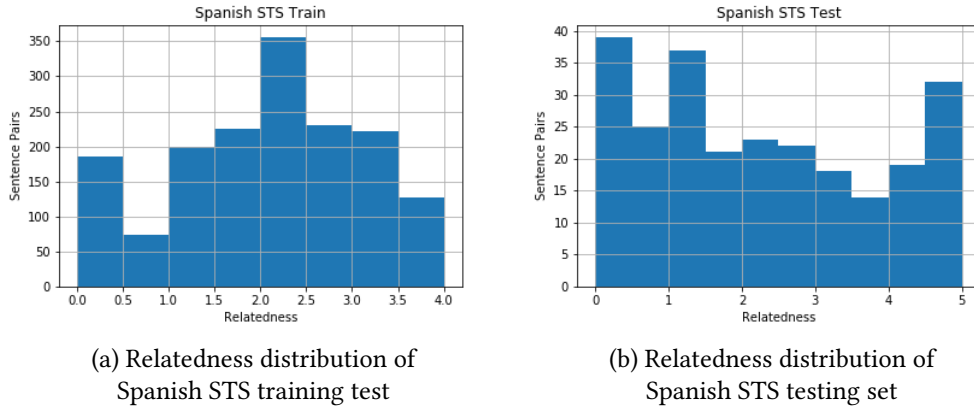 Spanish STS Train
350
300
250
200
150
100
50
0
Sentence Pairs
0.0 0.5 1.0 1.5 2.0 2.5 3.0 3.5 4.0
Relatedness
(a) Relatedness distribution of
Spanish STS training test
Spanish STS Test
40
35
30
25
20
15
10
5
0
Sentence Pairs
0 1 2 3 4 5
Relatedness
(b) Relatedness distribution of
Spanish STS testing set